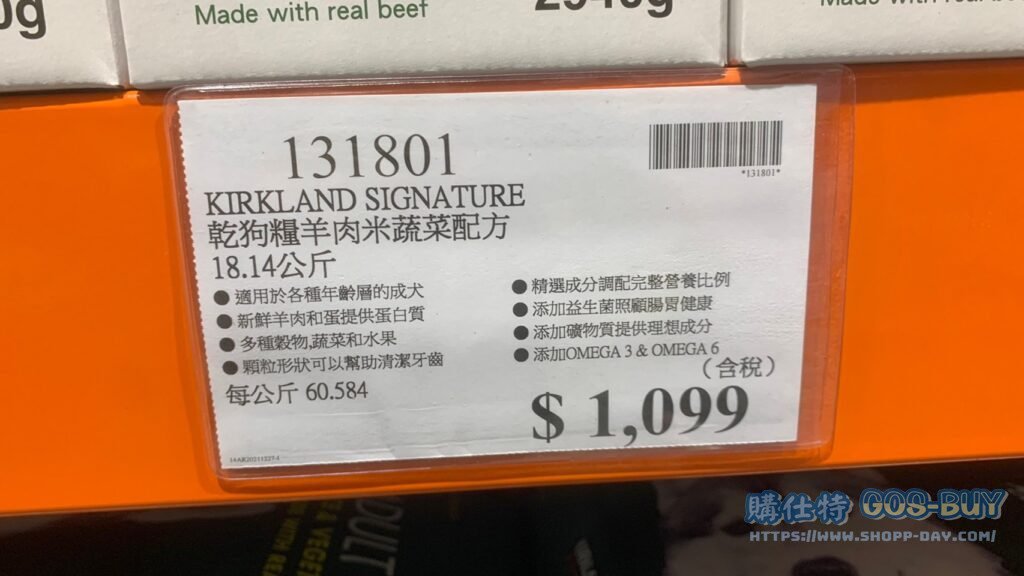 Made with real beef
131801
*131801*
KIRKLAND SIGNATURE
乾狗糧羊肉米蔬菜配方
18.14公斤
● 適用於各種年齡層的成犬
● 新鮮羊肉和蛋提供蛋白質
● 多種穀物,蔬菜和水果
● 顆粒形狀可以幫助清潔牙齒
每公斤 60.584
● 精選成分調配完整營養比例
● 添加益生菌照顧腸胃健康
● 添加礦物質提供理想成分
● 添加OMEGA 3 & OMEGA 6
(含稅)
$ 1,099
購仕特 GOS-BUY
HTTPS://WWW.SHOPP-DAY.COM/